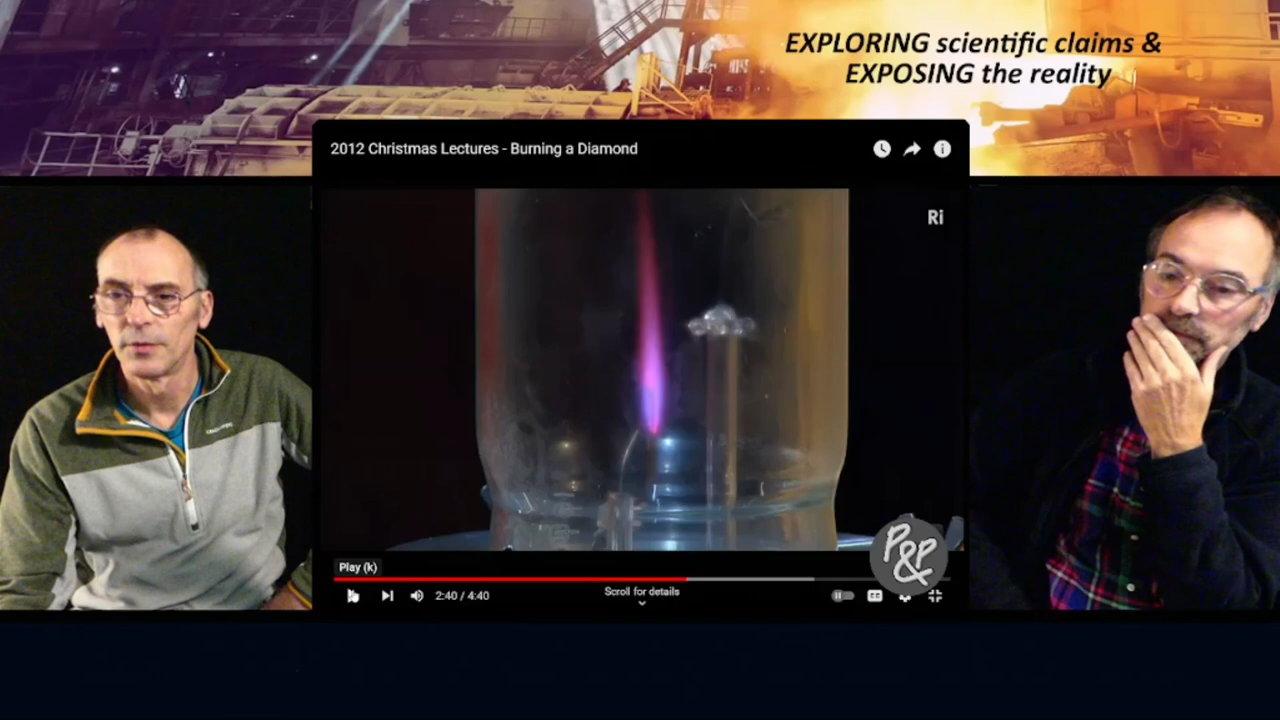 EXPLORING scientific claims &
EXPOSING the reality
2012 Christmas Lectures - Burning a Diamond
Ri
P&P
Play (k)
2:40 / 4:40
Scroll for details
CC